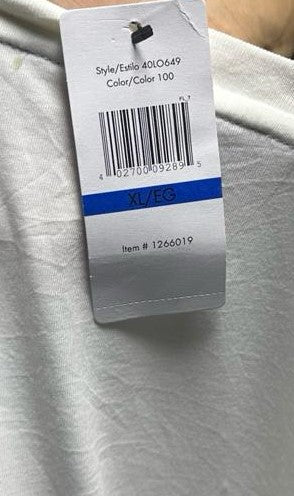 Style/Estilo 40LO649
Color/Color 100
PL 7
4 02700 09289 5
XL/EG
Item # 1266019